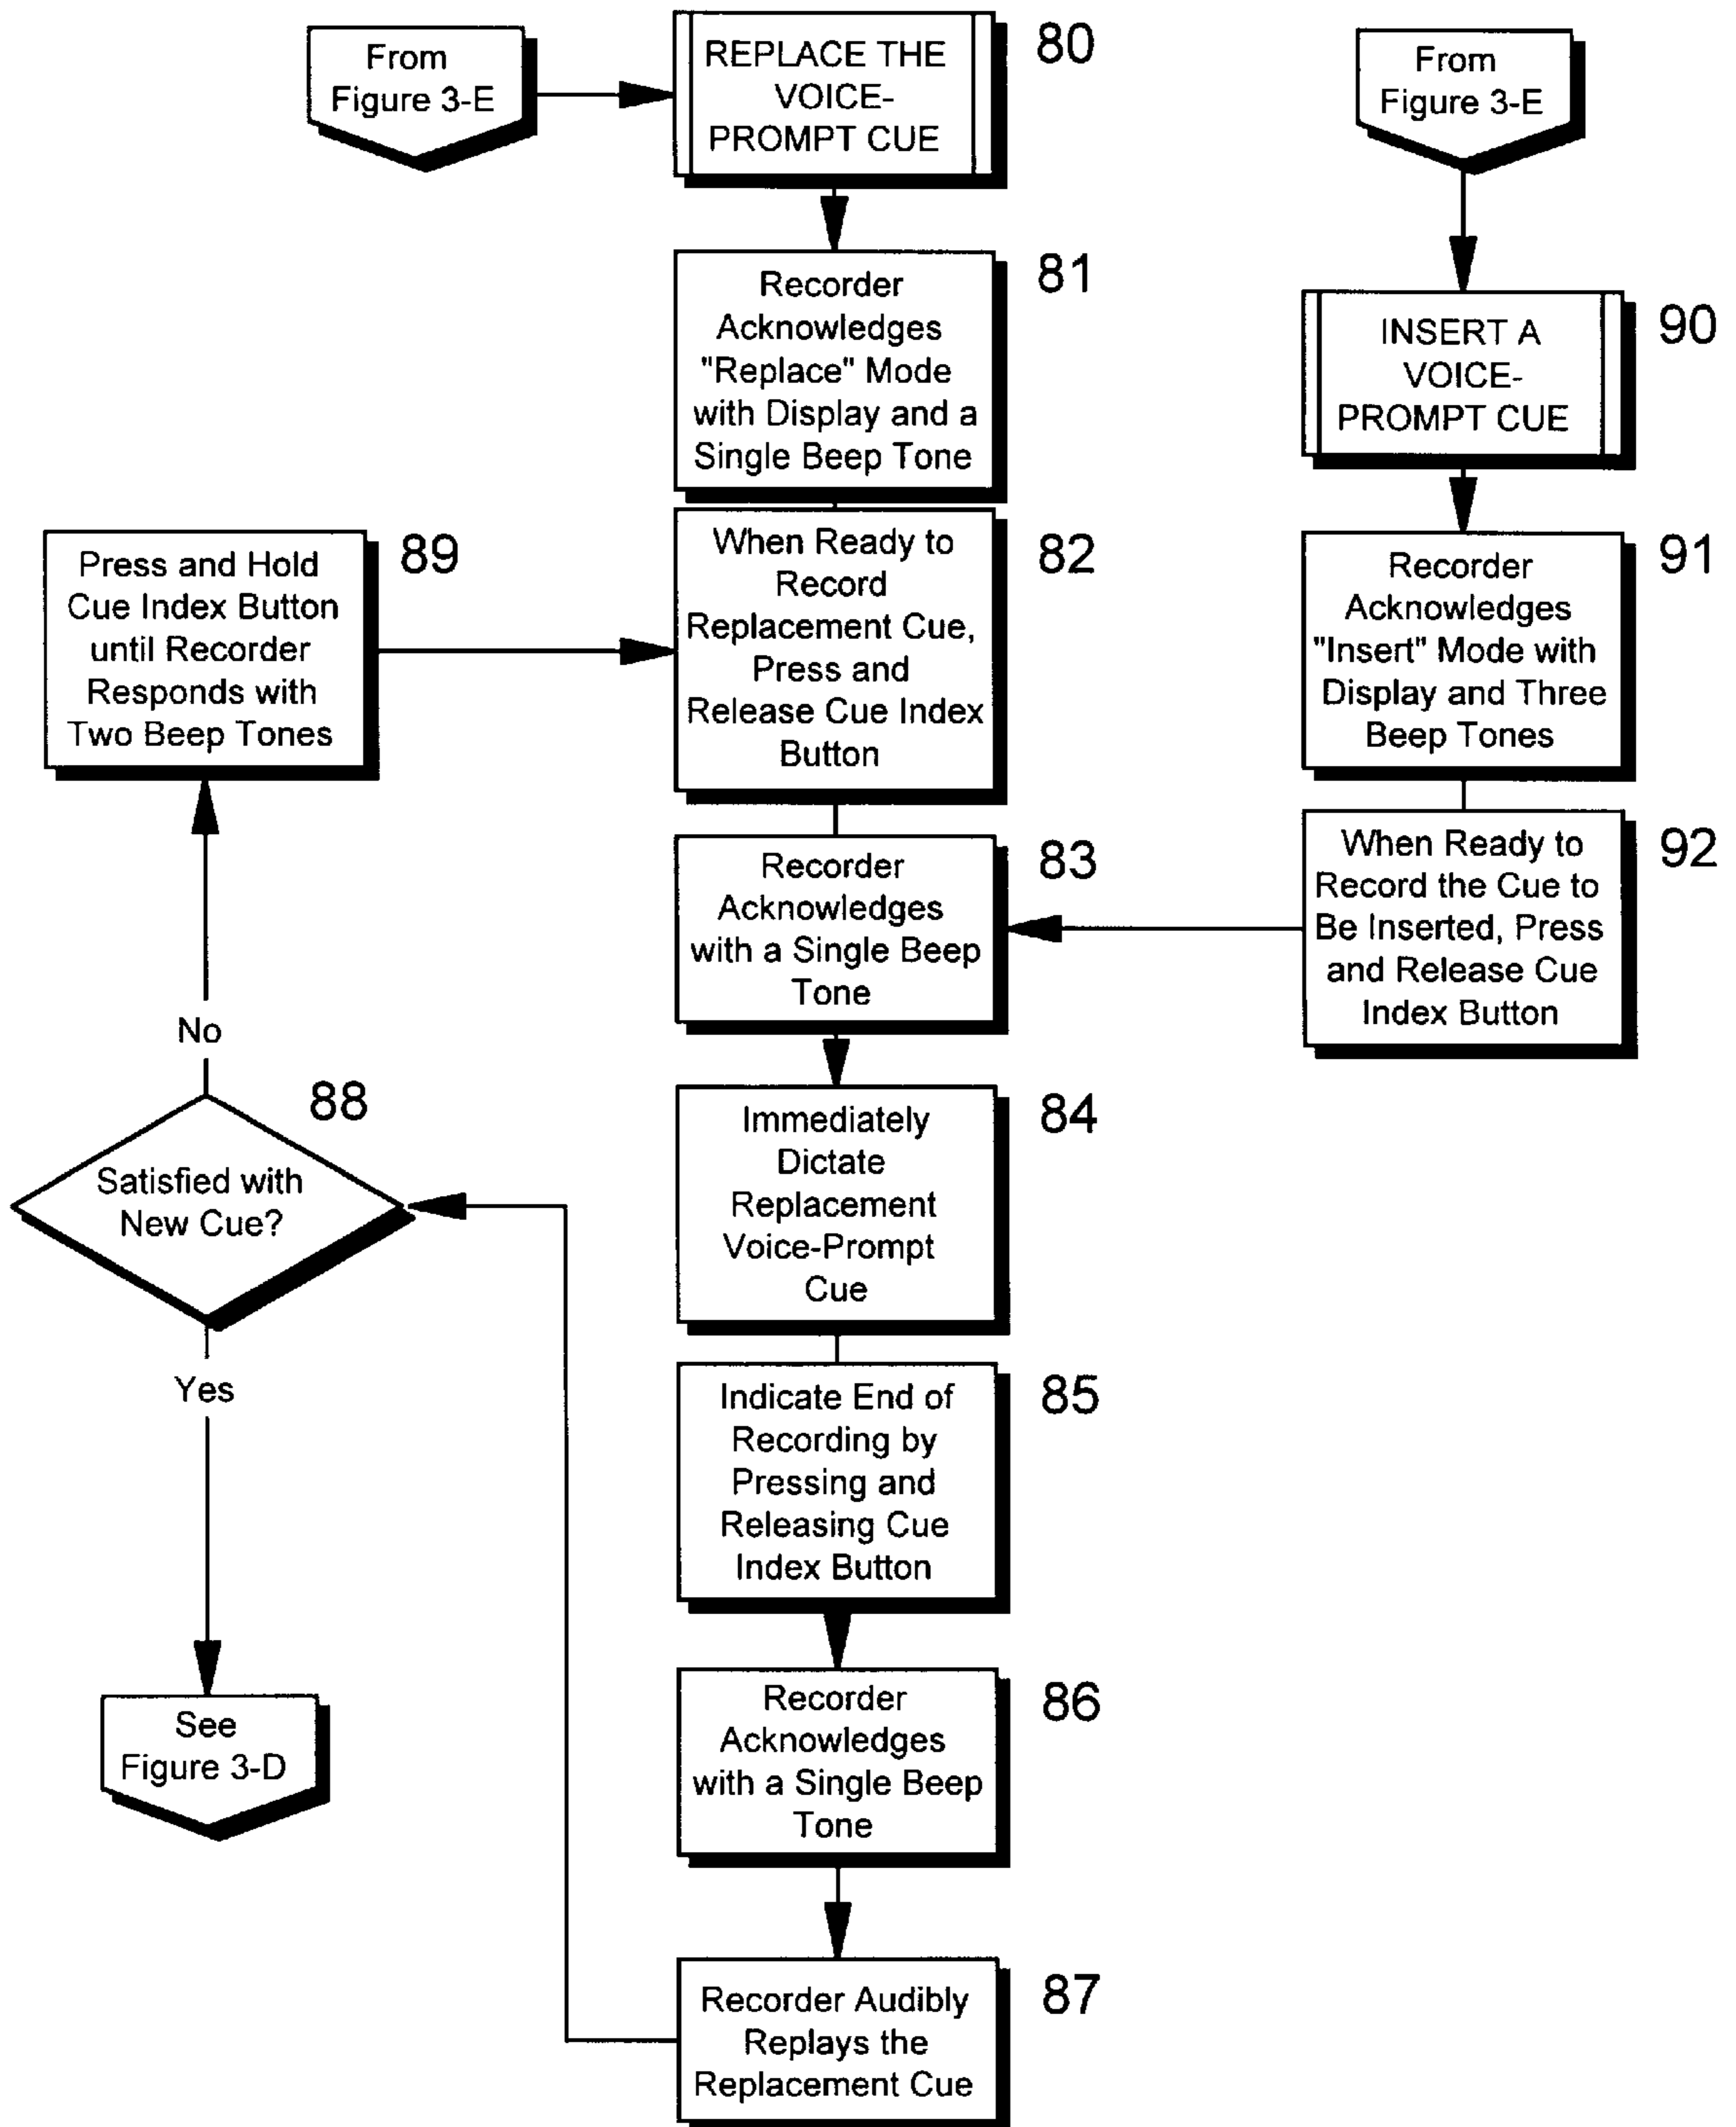 From
Figure 3-E
REPLACE THE
VOICE-
PROMPT CUE
80
From
Figure 3-E
Recorder
Acknowledges
"Replace" Mode
with Display and a
Single Beep Tone
81
INSERT A
VOICE-
PROMPT CUE
90
Press and Hold
Cue Index Button
until Recorder
Responds with
Two Beep Tones
89
When Ready to
Record
Replacement Cue,
Press and
Release Cue Index
Button
82
Recorder
Acknowledges
"Insert" Mode with
Display and Three
Beep Tones
91
Recorder
Acknowledges
with a Single Beep
Tone
83
When Ready to
Record the Cue to
Be Inserted, Press
and Release Cue
Index Button
92
No
88
Satisfied with
New Cue?
Yes
Immediately
Dictate
Replacement
Voice-Prompt
Cue
84
Indicate End of
Recording by
Pressing and
Releasing Cue
Index Button
85
See
Figure 3-D
Recorder
Acknowledges
with a Single Beep
Tone
86
Recorder Audibly
Replays the
Replacement Cue
87